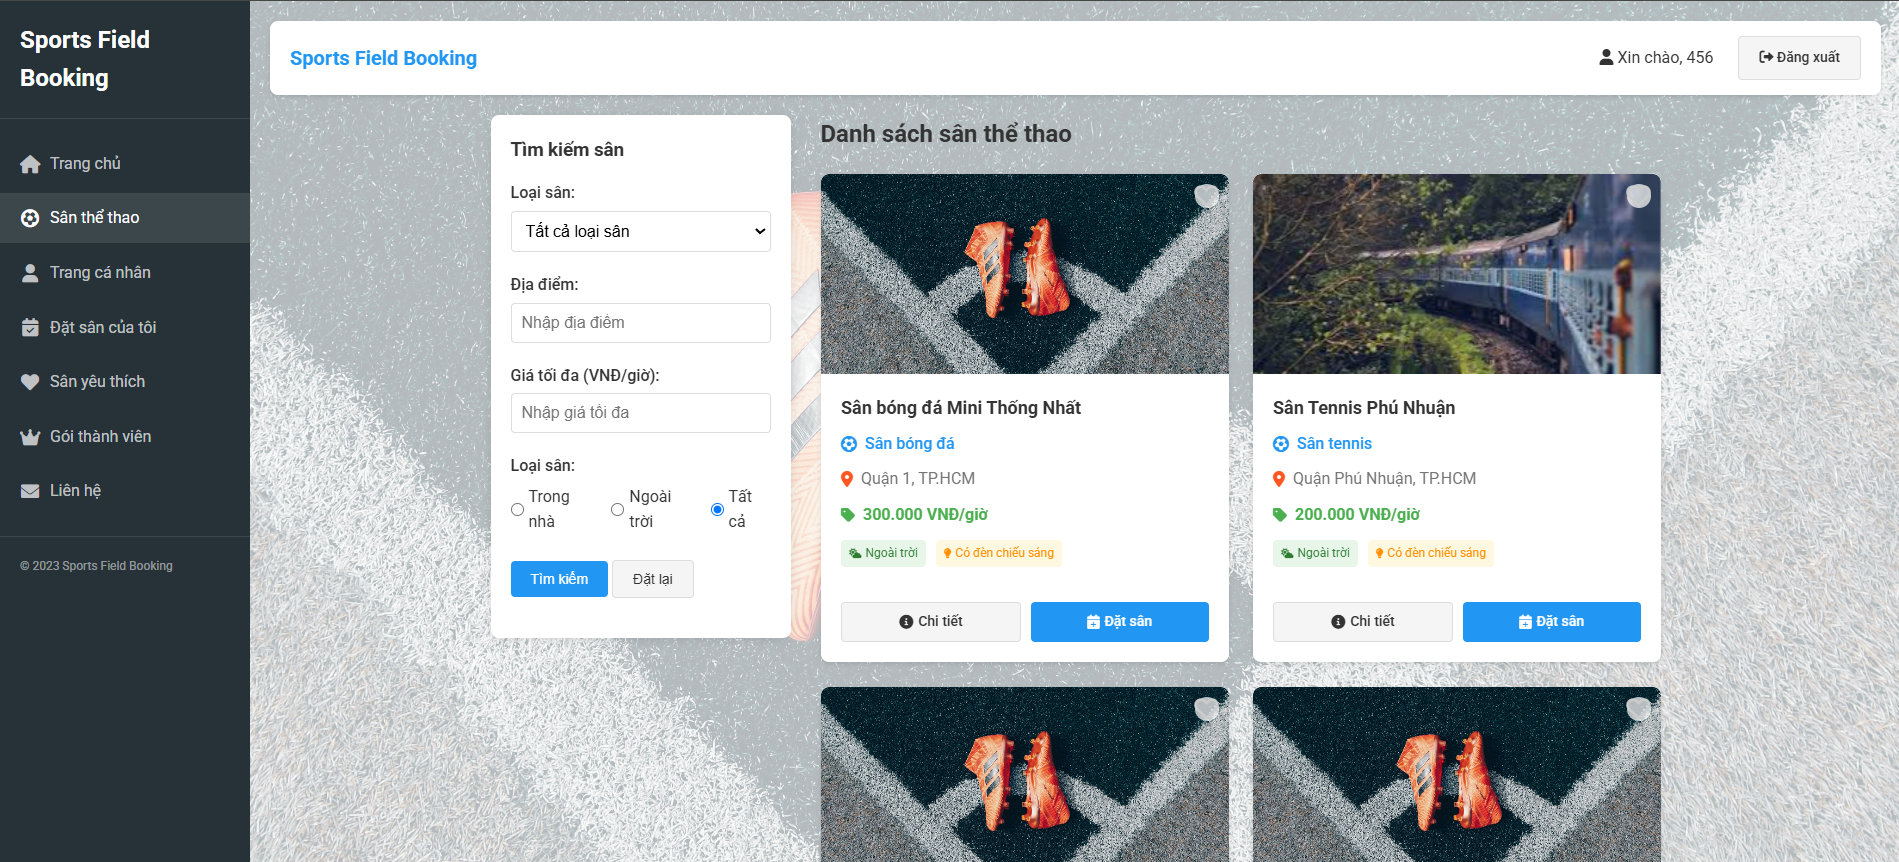 Sports Field
Booking
Trang chủ
Sân thể thao
Trang cá nhân
Đặt sân của tôi
Sân yêu thích
Gói thành viên
Liên hệ
© 2023 Sports Field Booking
Sports Field Booking
Xin chào, 456
Đăng xuất
Tìm kiếm sân
Loại sân:
Tất cả loại sân
Địa điểm:
Nhập địa điểm
Giá tối đa (VNĐ/giờ):
Nhập giá tối đa
Loại sân:
Trong nhà
Ngoài trời
Tất cả
Tìm kiếm
Đặt lại
Danh sách sân thể thao
Sân bóng đá Mini Thống Nhất
Sân bóng đá
Quận 1, TP.HCM
300.000 VNĐ/giờ
Ngoài trời
Có đèn chiếu sáng
Chi tiết
Đặt sân
Sân Tennis Phú Nhuận
Sân tennis
Quận Phú Nhuận, TP.HCM
200.000 VNĐ/giờ
Ngoài trời
Có đèn chiếu sáng
Chi tiết
Đặt sân